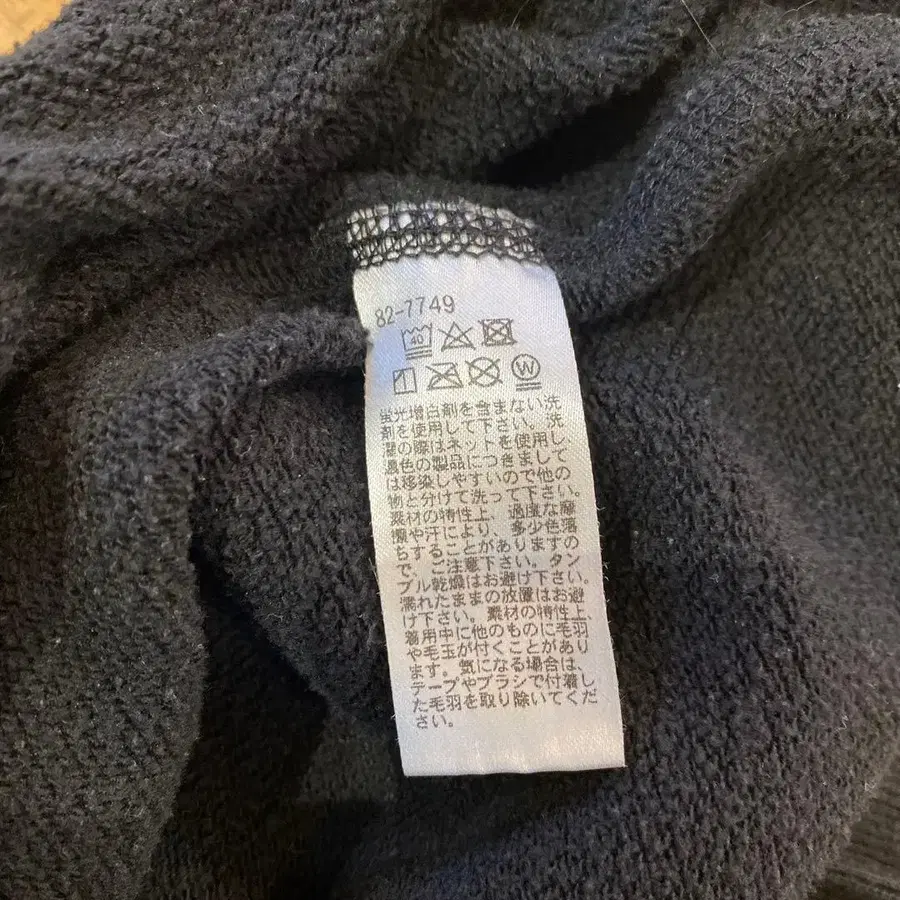 82-7749
40
W
蛍光増白剤を含まない洗
剤を使用して下さい。洗
濯の際はネットを使用し、
濃色の製品につきまして
は移染しやすいので他の
物と分けて洗って下さい。
素材の特性上、過度な摩
擦や汗により、多少色落
ちすることがありますの
で、ご注意下さい。タン
ブル乾燥はお避け下さい。
濡れたままの放置はお避
け下さい。素材の特性上、
着用中に他のものに毛羽
や毛玉が付くことがあり
ます。気になる場合は、
テープやブラシで付着し
た毛羽を取り除いてくだ
さい。